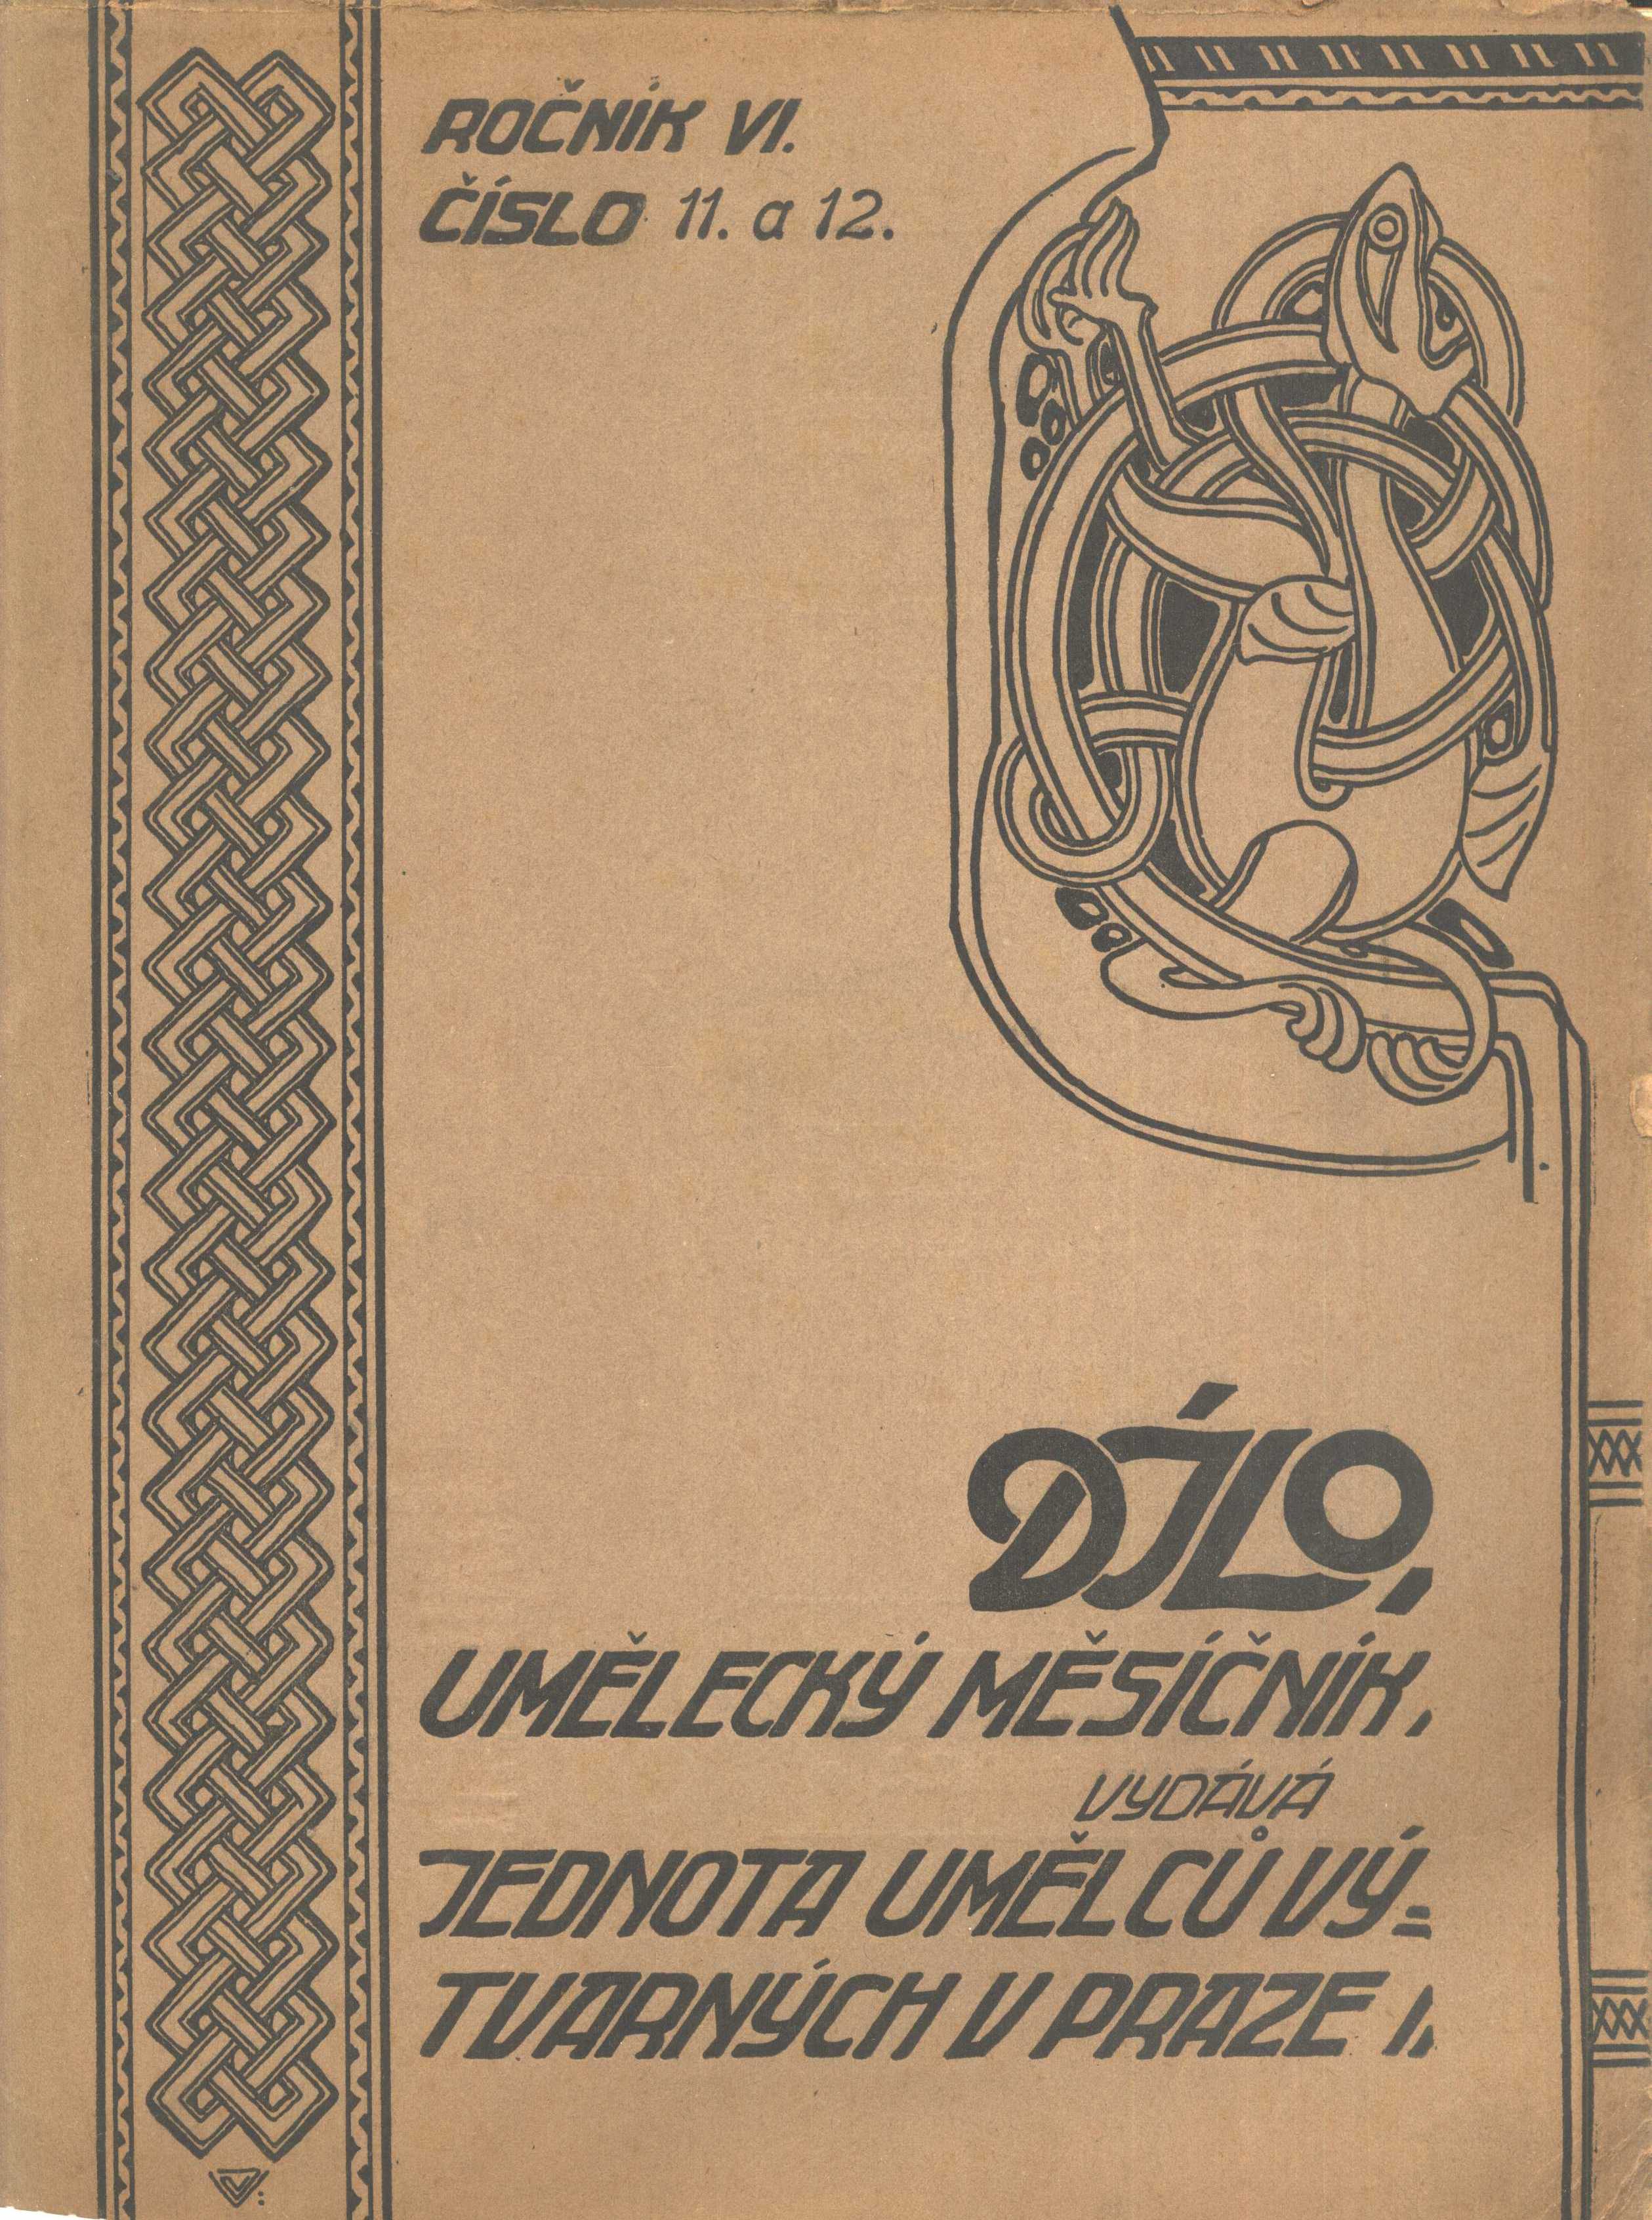 ROČNÍK VI.
ČÍSLO 11. a 12.
DÍLO,
UMĚLECKÝ MĚSÍČNÍK,
VYDÁVÁ
JEDNOTA UMĚLCŮ VÝ=
TVARNÝCH V PRAZE I.,